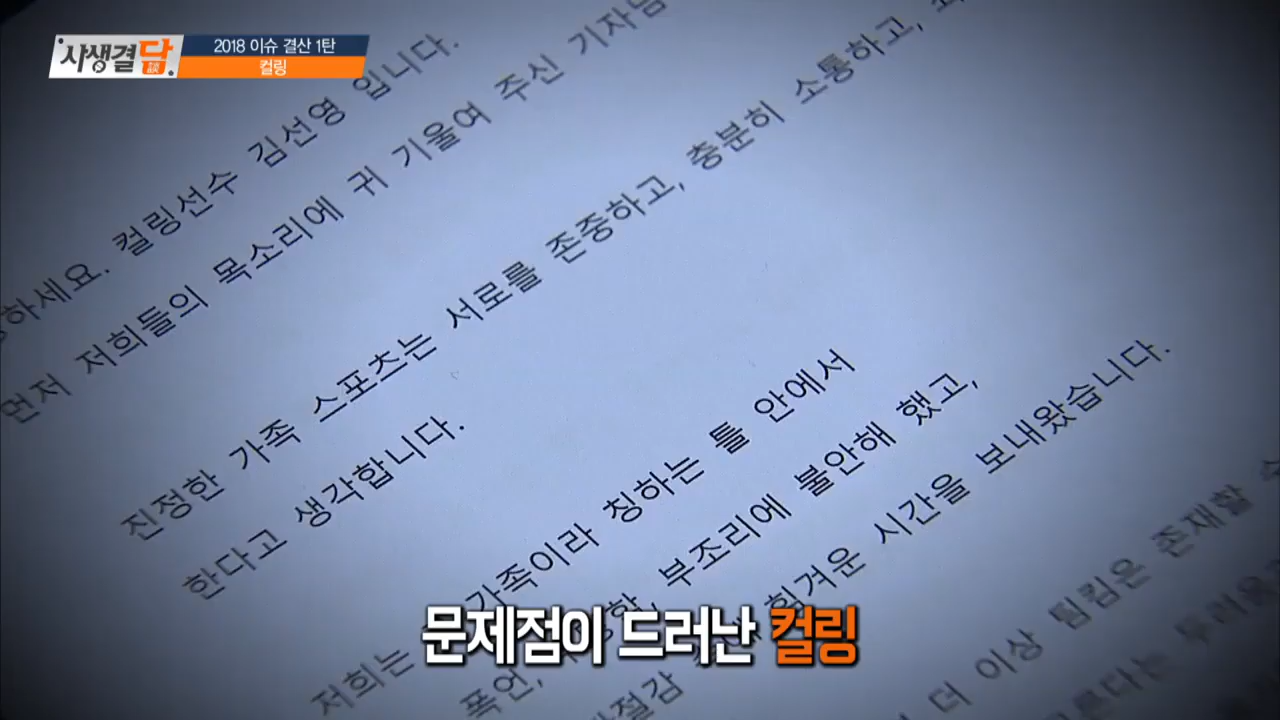 사생결담
2018 이슈 결산 1탄
컬링
하세요. 컬링선수 김선영 입니다.
먼저 저희들의 목소리에 귀 기울여 주신 기자님
진정한 가족 스포츠는 서로를 존중하고, 충분히 소통하고,
한다고 생각합니다.
저희는 가족이라 칭하는 틀 안에서
폭언, 부조리에 불안해 했고,
힘겨운 시간을 보내왔습니다.
더 이상 팀킴은 존재할 수
두려움
문제점이 드러난 컬링